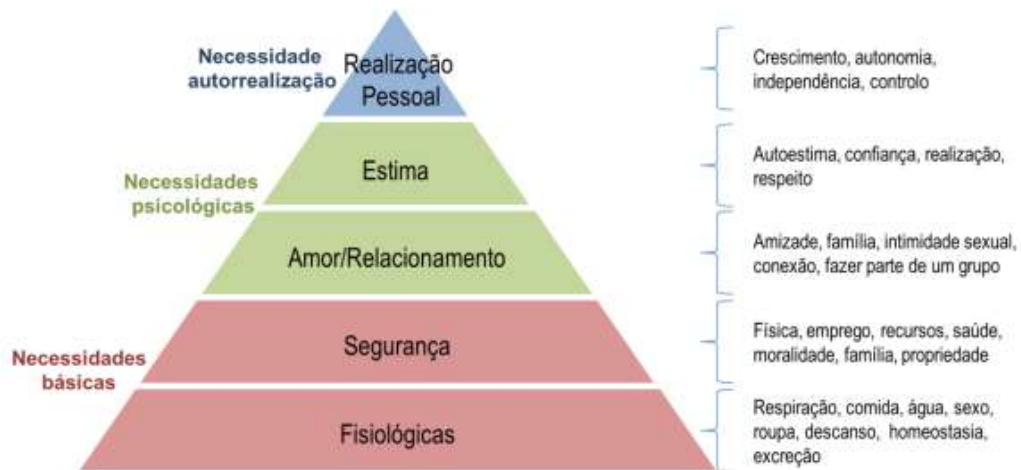 Necessidade
autorrealização
Realização
Pessoal
Crescimento, autonomia,
independência, controlo
Necessidades
psicológicas
Estima
Autoestima, confiança, realização,
respeito
Amor/Relacionamento
Amizade, família, intimidade sexual,
conexão, fazer parte de um grupo
Necessidades
básicas
Segurança
Física, emprego, recursos, saúde,
moralidade, família, propriedade
Fisiológicas
Respiração, comida, água, sexo,
roupa, descanso, homeostasia,
excreção